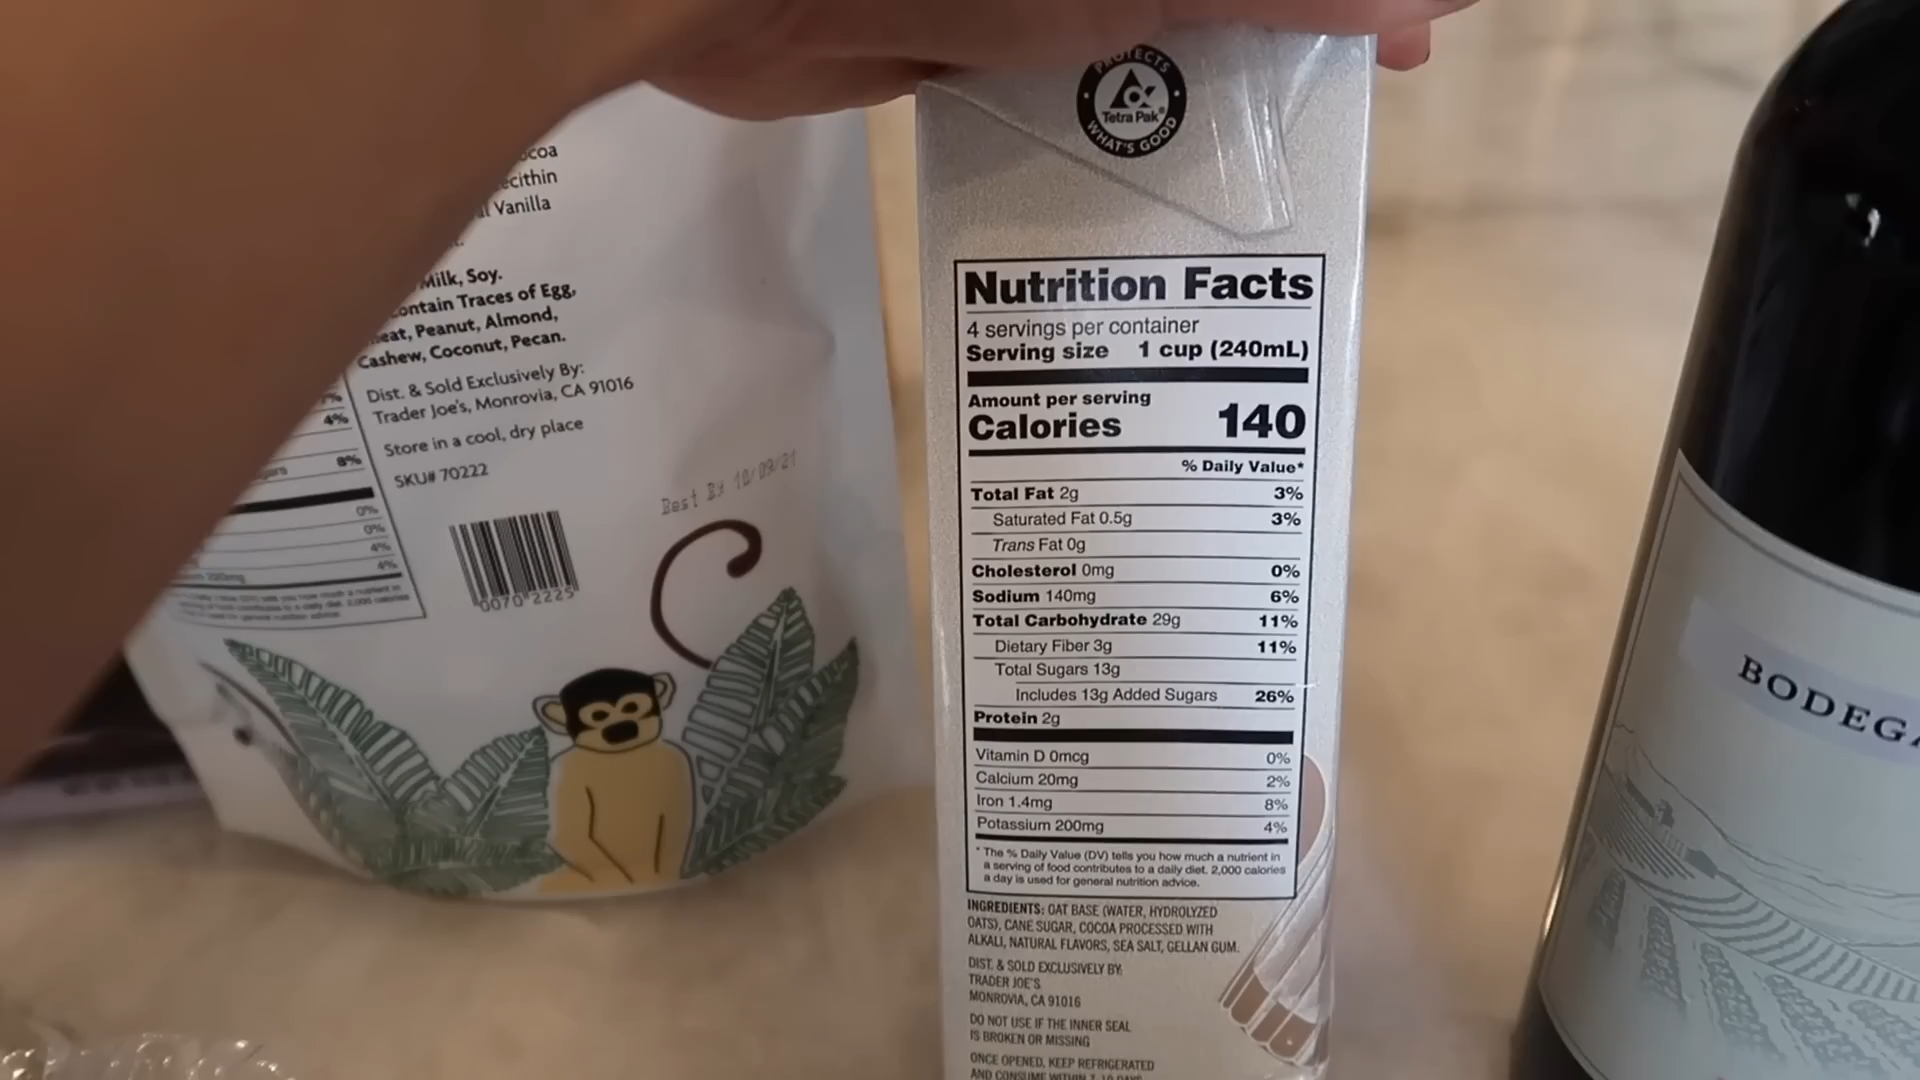 Vanilla
Milk, Soy.
Traces of Egg,
Peanut, Almond,
Cashew, Coconut, Pecan.
Dist. & Sold Exclusively By:
Trader Joe's, Monrovia, CA 91016
Store in a cool, dry place
SKU# 70222
4%
8%
0%
0%
4%
4%
Best By 10/09/21
0070 2225
PROTECTS
Tetra Pak®
WHAT'S GOOD
Nutrition Facts
4 servings per container
Serving size 1 cup (240mL)
Amount per serving
Calories 140
% Daily Value*
Total Fat 2g 3%
Saturated Fat 0.5g 3%
Trans Fat 0g
Cholesterol 0mg 0%
Sodium 140mg 6%
Total Carbohydrate 29g 11%
Dietary Fiber 3g 11%
Total Sugars 13g
Includes 13g Added Sugars 26%
Protein 2g
Vitamin D 0mcg 0%
Calcium 20mg 2%
Iron 1.4mg 8%
Potassium 200mg 4%
* The % Daily Value (DV) tells you how much a nutrient in
a serving of food contributes to a daily diet. 2,000 calories
a day is used for general nutrition advice.
INGREDIENTS: OAT BASE (WATER, HYDROLYZED
OATS), CANE SUGAR, COCOA PROCESSED WITH
ALKALI, NATURAL FLAVORS, SEA SALT, GELLAN GUM.
DIST. & SOLD EXCLUSIVELY BY:
TRADER JOE'S
MONROVIA, CA 91016
DO NOT USE IF THE INNER SEAL
IS BROKEN OR MISSING
ONCE OPENED, KEEP REFRIGERATED
AND CONSUME WITHIN 7-10 DAYS
BODEGA